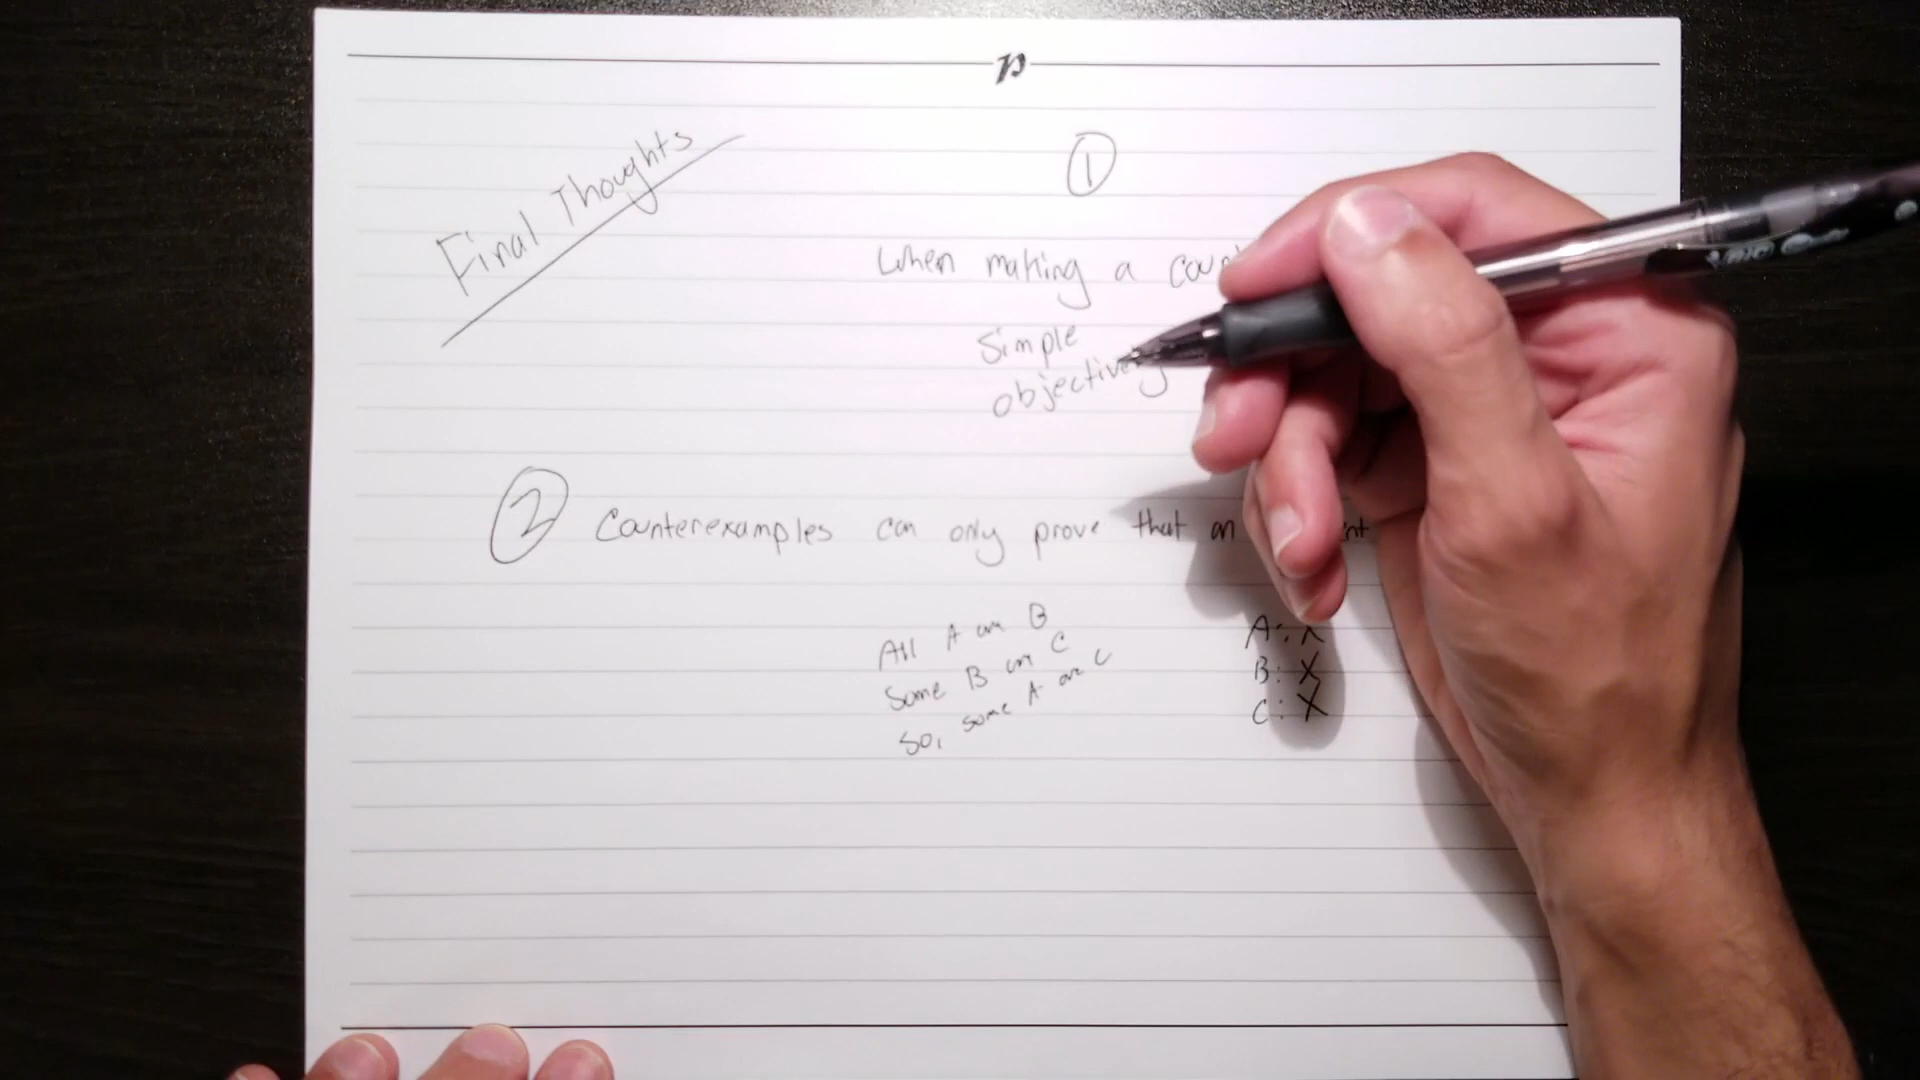 Final Thoughts
1
When making a
Simple
objectively
2 Counterexamples can only prove that an
All A are B
Some B are C
So, some A are C
A: X
B: X
C: X
BIC